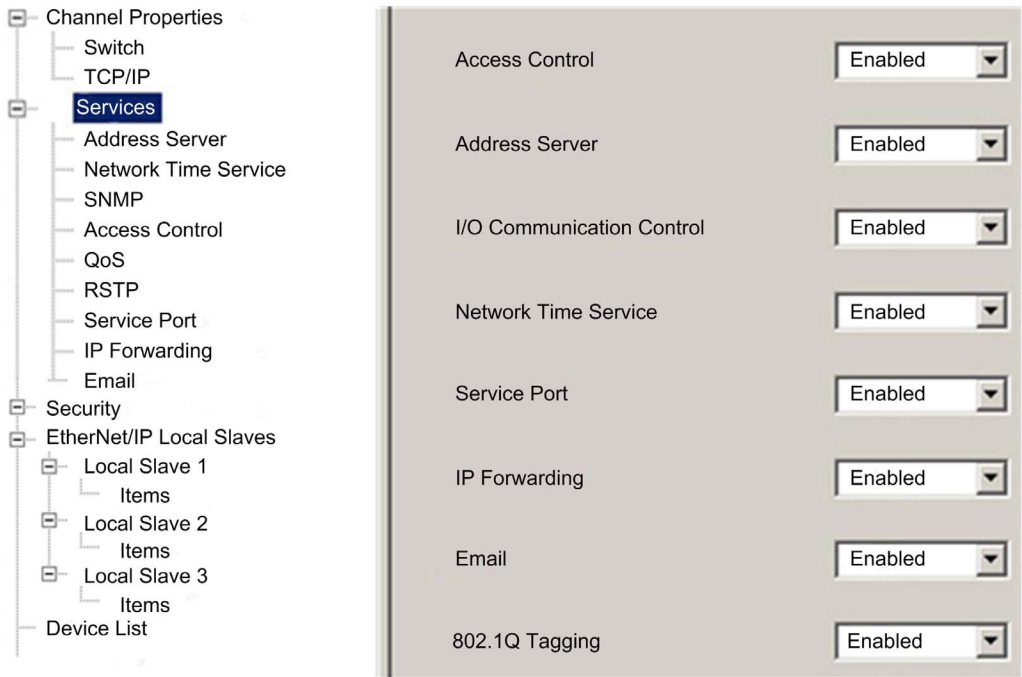 Channel Properties
Switch
TCP/IP
Services
Address Server
Network Time Service
SNMP
Access Control
QoS
RSTP
Service Port
IP Forwarding
Email
Security
EtherNet/IP Local Slaves
Local Slave 1
Items
Local Slave 2
Items
Local Slave 3
Items
Device List
Access Control Enabled
Address Server Enabled
I/O Communication Control Enabled
Network Time Service Enabled
Service Port Enabled
IP Forwarding Enabled
Email Enabled
802.1Q Tagging Enabled